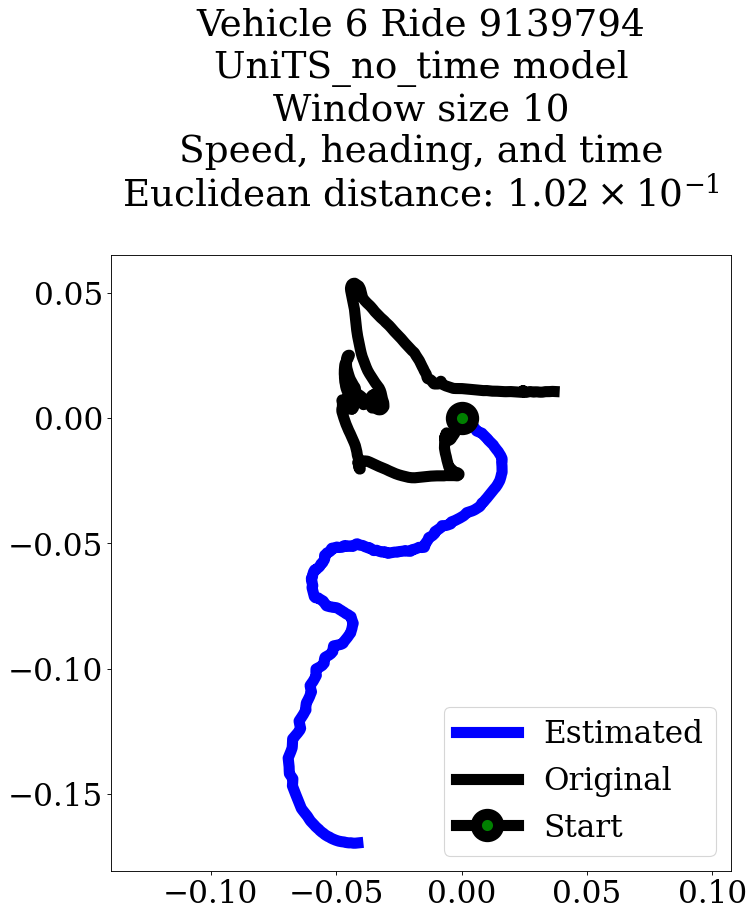 Vehicle 6 Ride 9139794
UniTS_no_time model
Window size 10
Speed, heading, and time
Euclidean distance: 1.02 × 10⁻¹
0.05
0.00
−0.05
−0.10
−0.15
Estimated
Original
Start
−0.10 −0.05 0.00 0.05 0.10